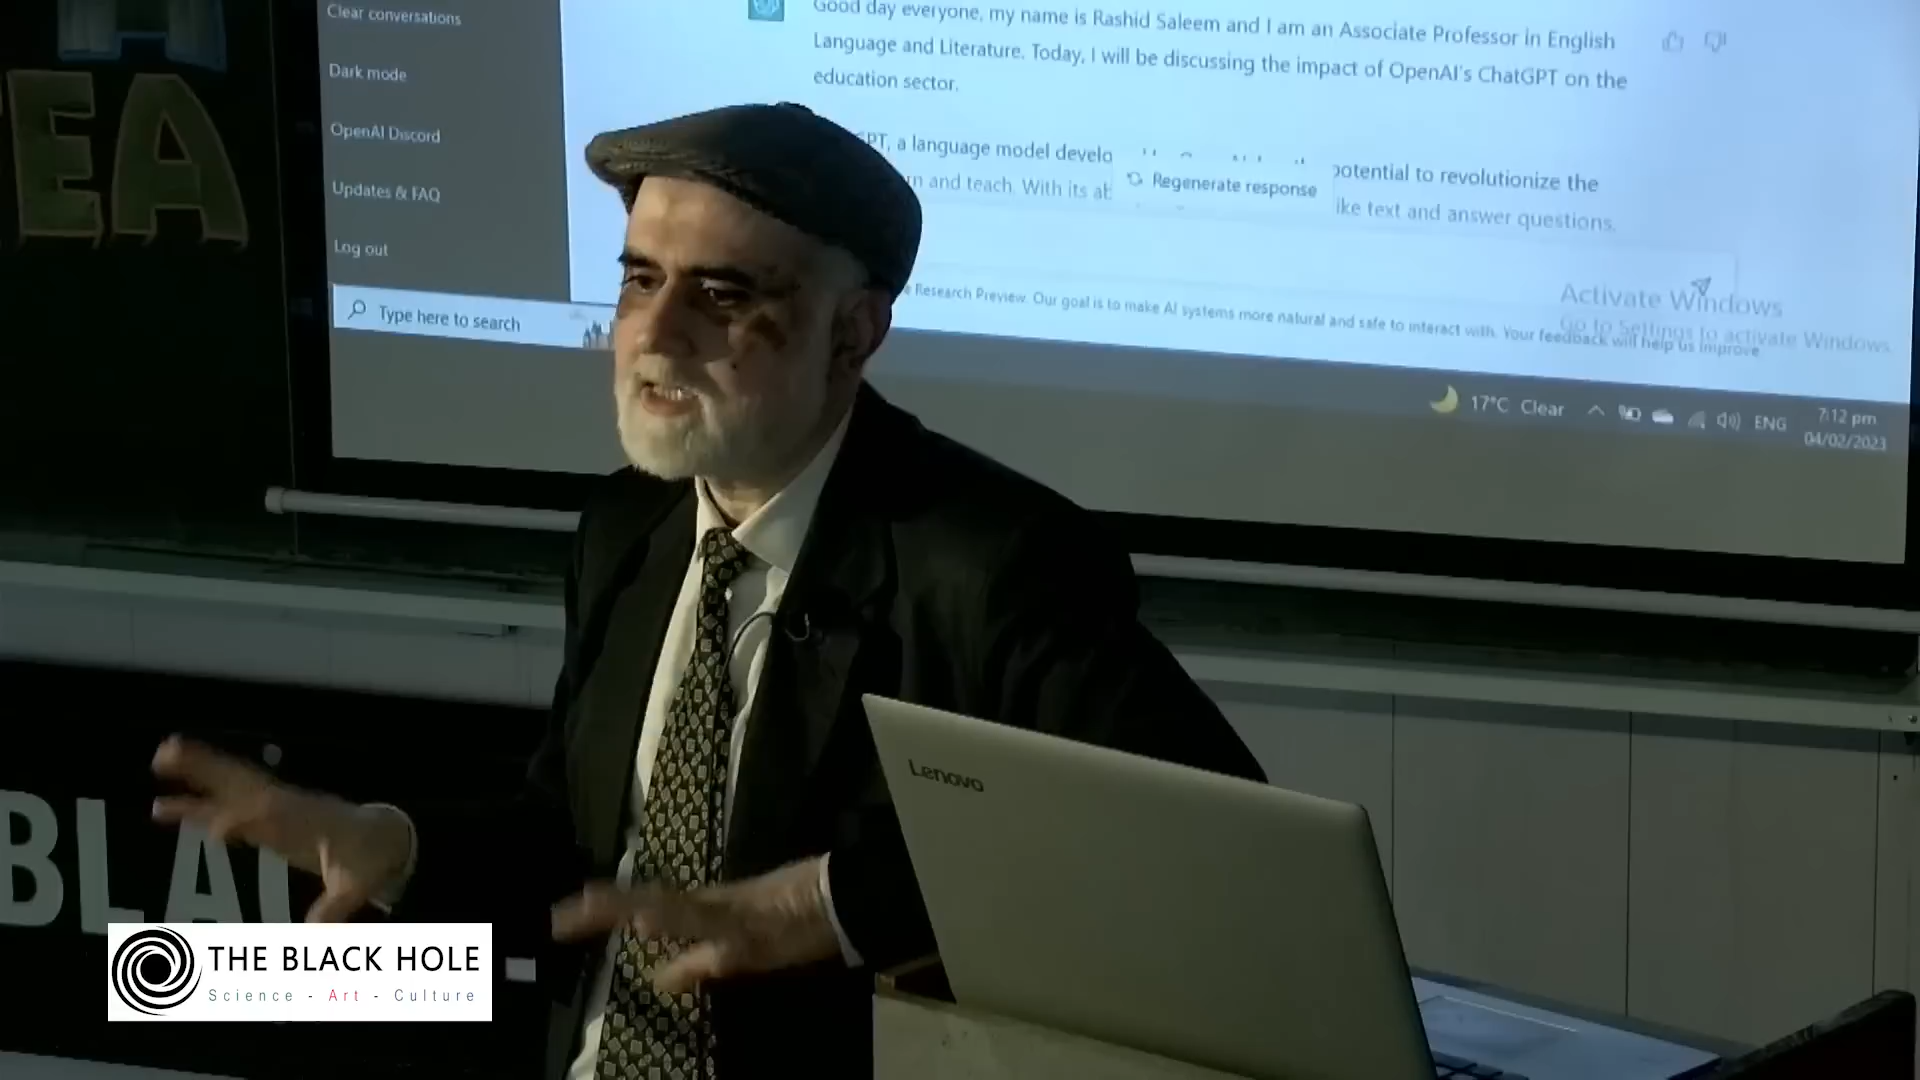 Clear conversations
Dark mode
OpenAI Discord
Updates & FAQ
Log out
Type here to search
Good day everyone, my name is Rashid Saleem and I am an Associate Professor in English
Language and Literature. Today, I will be discussing the impact of OpenAI's ChatGPT on the
education sector.
PT, a language model develo
potential to revolutionize the
rn and teach. With its ab
Regenerate response
ike text and answer questions.
Research Preview. Our goal is to make AI systems more natural and safe to interact with. Your feedback will help us improve
Activate Windows
Go to Settings to activate Windows
17°C Clear
ENG
7:12 pm
04/02/2023
EA
Lenovo
BLAC
THE BLACK HOLE
Science - Art - Culture